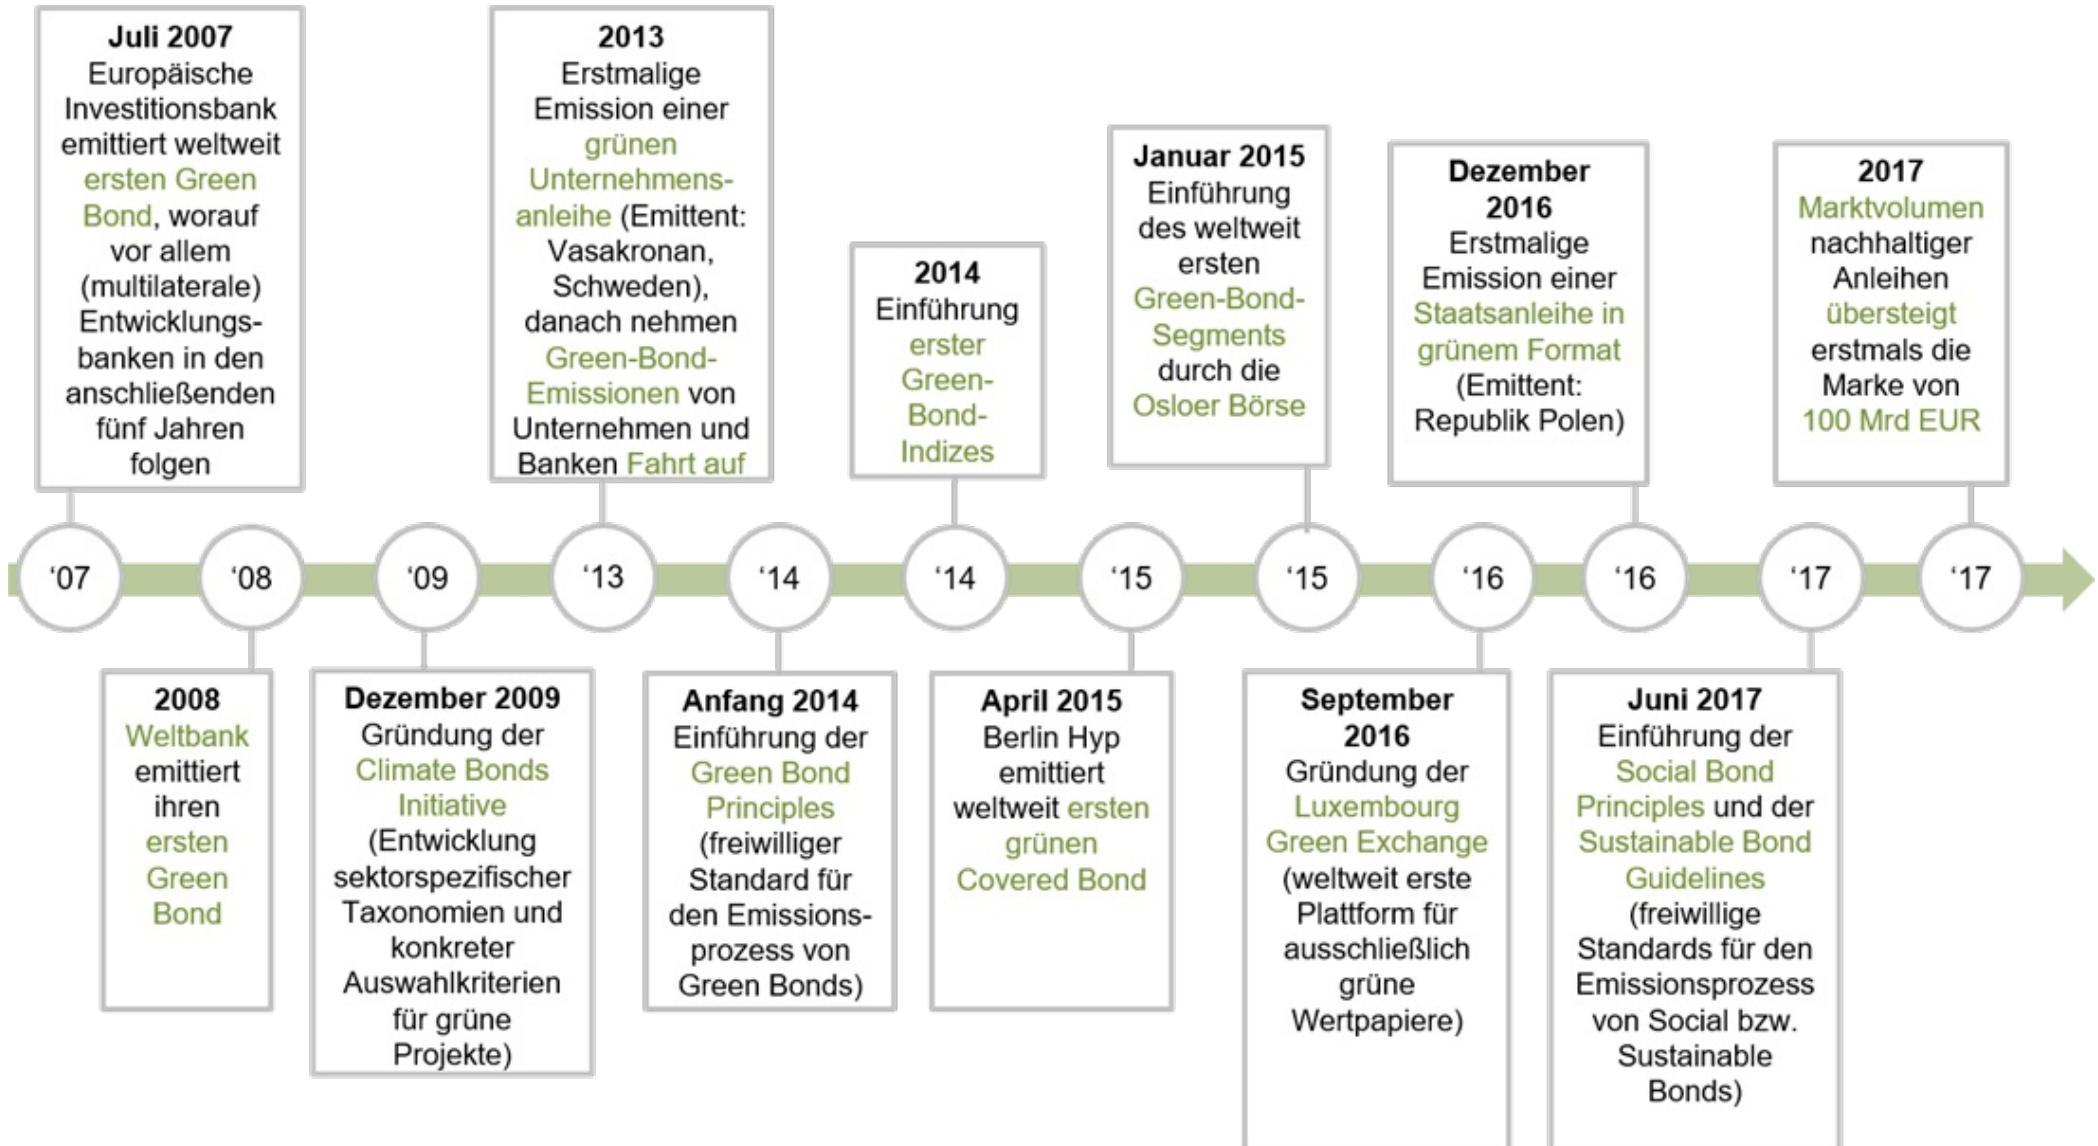 Juli 2007
Europäische
Investitionsbank
emittiert weltweit
ersten Green
Bond, worauf
vor allem
(multilaterale)
Entwicklungs-
banken in den
anschließenden
fünf Jahren
folgen
2013
Erstmalige
Emission einer
grünen
Unternehmens-
anleihe (Emittent:
Vasakronan,
Schweden),
danach nehmen
Green-Bond-
Emissionen von
Unternehmen und
Banken Fahrt auf
2014
Einführung
erster
Green-
Bond-
Indizes
Januar 2015
Einführung
des weltweit
ersten
Green-Bond-
Segments
durch die
Osloer Börse
Dezember
2016
Erstmalige
Emission einer
Staatsanleihe in
grünem Format
(Emittent:
Republik Polen)
2017
Marktvolumen
nachhaltiger
Anleihen
übersteigt
erstmals die
Marke von
100 Mrd EUR
‘07 ‘08 ‘09 ‘13 ‘14 ‘14 ‘15 ‘15 ‘16 ‘16 ‘17 ‘17
2008
Weltbank
emittiert
ihren
ersten
Green
Bond
Dezember 2009
Gründung der
Climate Bonds
Initiative
(Entwicklung
sektorspezifischer
Taxonomien und
konkreter
Auswahlkriterien
für grüne
Projekte)
Anfang 2014
Einführung der
Green Bond
Principles
(freiwilliger
Standard für
den Emissions-
prozess von
Green Bonds)
April 2015
Berlin Hyp
emittiert
weltweit ersten
grünen
Covered Bond
September
2016
Gründung der
Luxembourg
Green Exchange
(weltweit erste
Plattform für
ausschließlich
grüne
Wertpapiere)
Juni 2017
Einführung der
Social Bond
Principles und der
Sustainable Bond
Guidelines
(freiwillige
Standards für den
Emissionsprozess
von Social bzw.
Sustainable
Bonds)